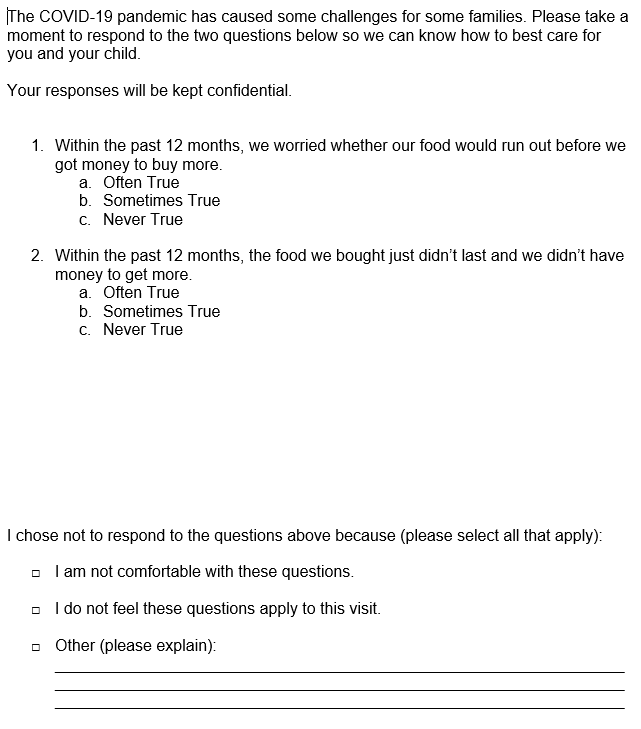 The COVID-19 pandemic has caused some challenges for some families. Please take a
moment to respond to the two questions below so we can know how to best care for
you and your child.
Your responses will be kept confidential.
1. Within the past 12 months, we worried whether our food would run out before we
got money to buy more.
a. Often True
b. Sometimes True
c. Never True
2. Within the past 12 months, the food we bought just didn’t last and we didn’t have
money to get more.
a. Often True
b. Sometimes True
c. Never True
I chose not to respond to the questions above because (please select all that apply):
□ I am not comfortable with these questions.
□ I do not feel these questions apply to this visit.
□ Other (please explain):